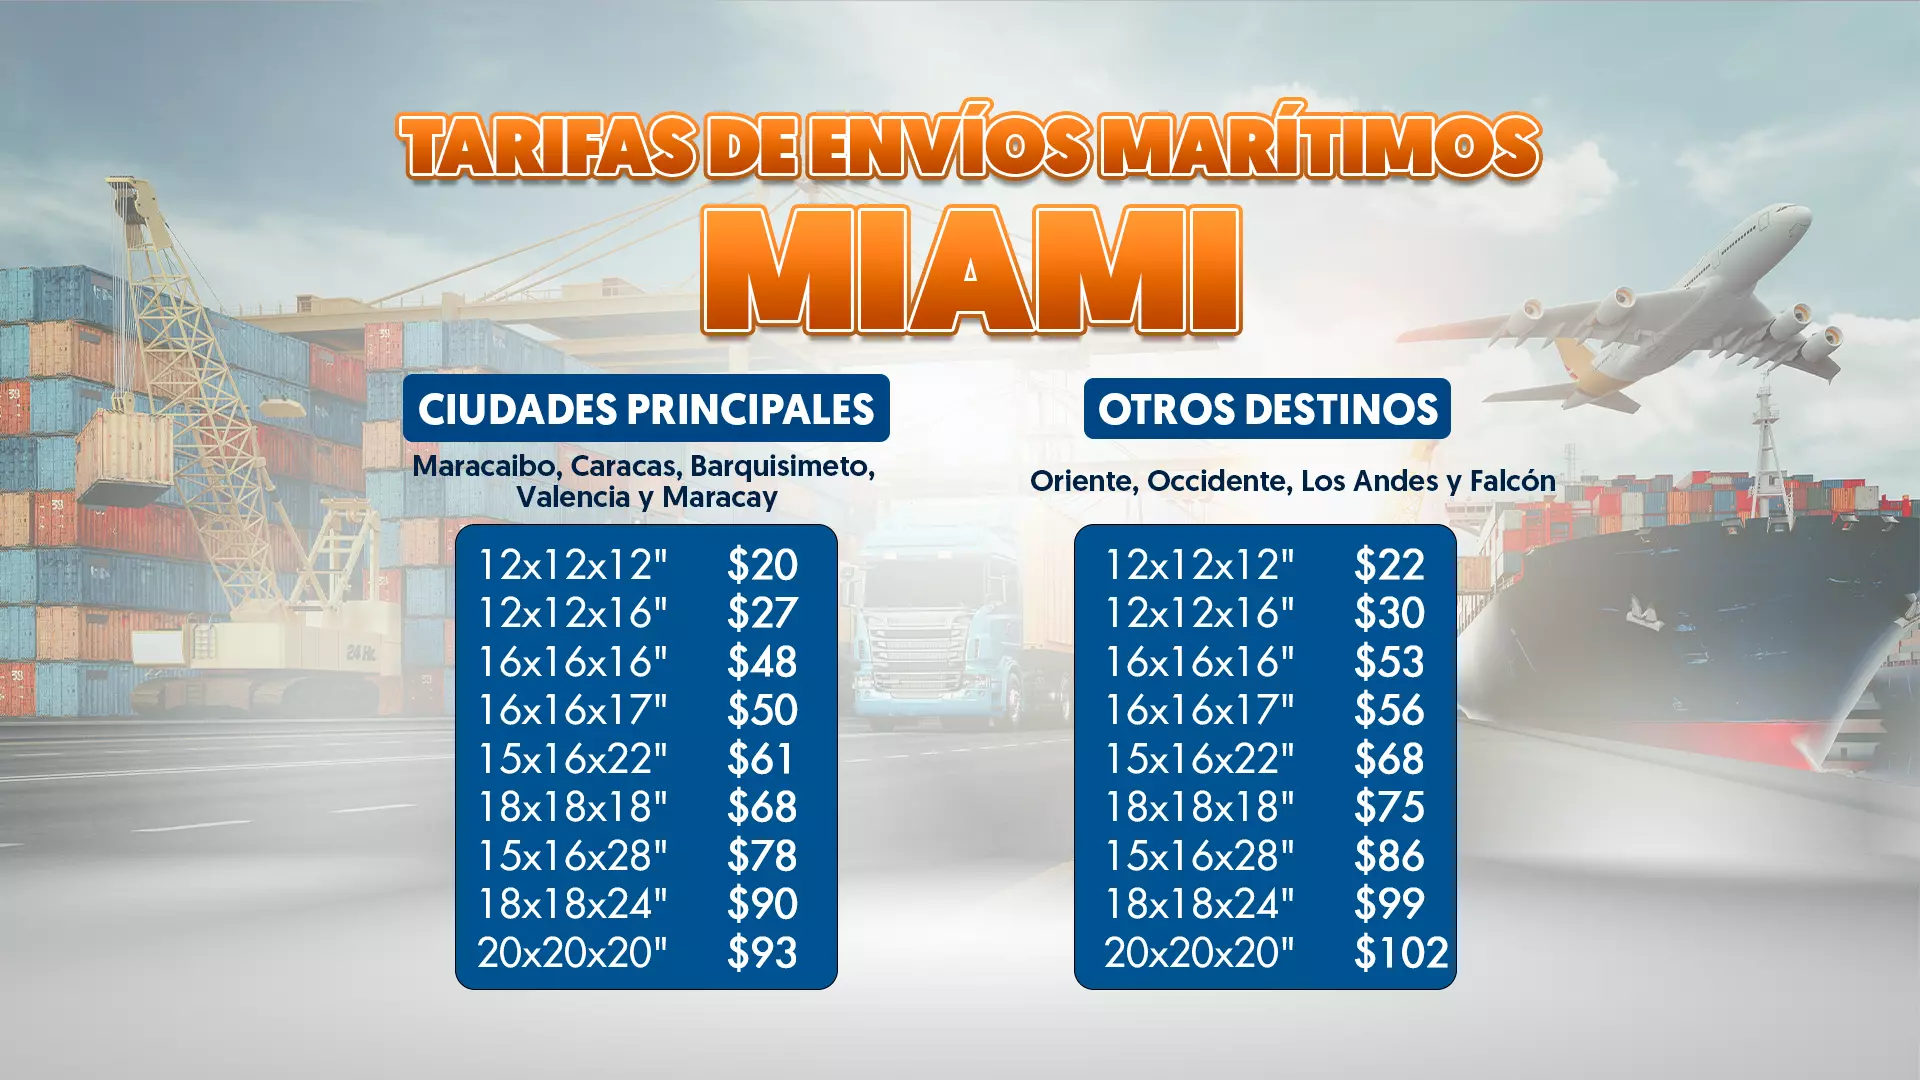 TARIFAS DE ENVÍOS MARÍTIMOS
MIAMI
CIUDADES PRINCIPALES
Maracaibo, Caracas, Barquisimeto,
Valencia y Maracay
12x12x12" $20
12x12x16" $27
16x16x16" $48
16x16x17" $50
15x16x22" $61
18x18x18" $68
15x16x28" $78
18x18x24" $90
20x20x20" $93
OTROS DESTINOS
Oriente, Occidente, Los Andes y Falcón
12x12x12" $22
12x12x16" $30
16x16x16" $53
16x16x17" $56
15x16x22" $68
18x18x18" $75
15x16x28" $86
18x18x24" $99
20x20x20" $102
24 Hr.